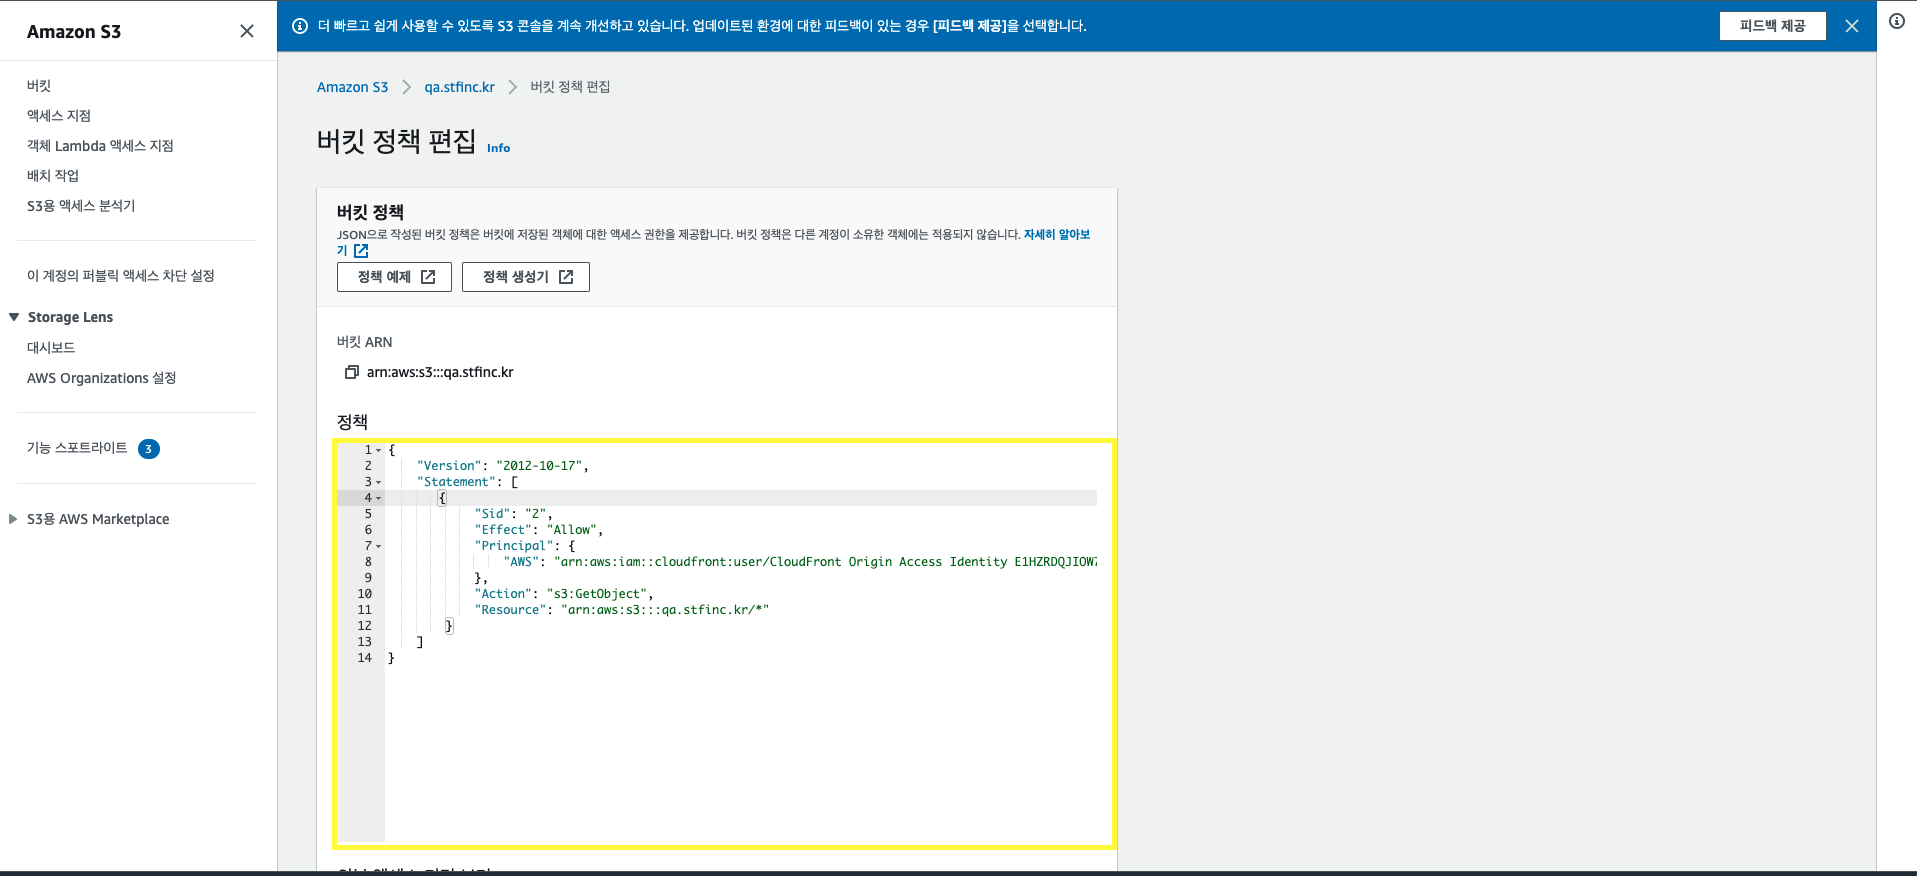 Amazon S3
더 빠르고 쉽게 사용할 수 있도록 S3 콘솔을 계속 개선하고 있습니다. 업데이트된 환경에 대한 피드백이 있는 경우 [피드백 제공]을 선택합니다.
피드백 제공
버킷
액세스 지점
객체 Lambda 액세스 지점
배치 작업
S3용 액세스 분석기
이 계정의 퍼블릭 액세스 차단 설정
Storage Lens
대시보드
AWS Organizations 설정
기능 스포트라이트 3
S3용 AWS Marketplace
Amazon S3 > qa.stfinc.kr > 버킷 정책 편집
버킷 정책 편집 Info
버킷 정책
JSON으로 작성된 버킷 정책은 버킷에 저장된 객체에 대한 액세스 권한을 제공합니다. 버킷 정책은 다른 계정이 소유한 객체에는 적용되지 않습니다. 자세히 알아보
기
정책 예제
정책 생성기
버킷 ARN
arn:aws:s3:::qa.stfinc.kr
정책
1 {
2 "Version": "2012-10-17",
3 "Statement": [
4 {
5 "Sid": "2",
6 "Effect": "Allow",
7 "Principal": {
8 "AWS": "arn:aws:iam::cloudfront:user/CloudFront Origin Access Identity E1HZRDQJIOW
9 },
10 "Action": "s3:GetObject",
11 "Resource": "arn:aws:s3:::qa.stfinc.kr/*"
12 }
13 ]
14 }